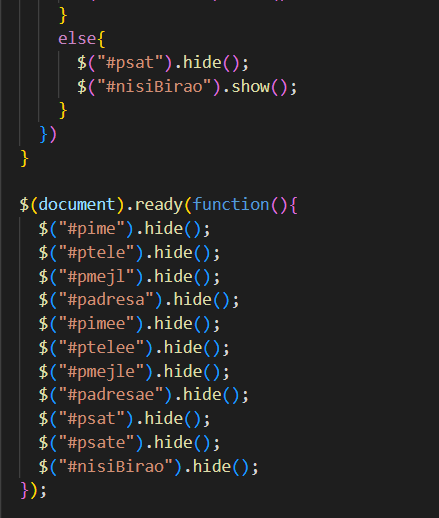 }
else{
$("#psat").hide();
$("#nisiBirao").show();
}
})
}
$(document).ready(function(){
$("#pime").hide();
$("#ptele").hide();
$("#pmejl").hide();
$("#padresa").hide();
$("#pimee").hide();
$("#ptelee").hide();
$("#pmejle").hide();
$("#padresae").hide();
$("#psat").hide();
$("#psate").hide();
$("#nisiBirao").hide();
});